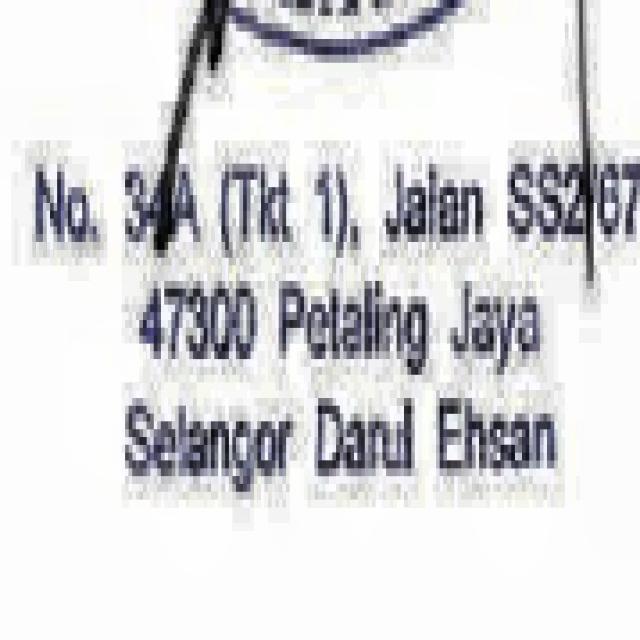 No. 34A (Tkt 1), Jalan SS2/67
47300 Petaling Jaya
Selangor Darul Ehsan